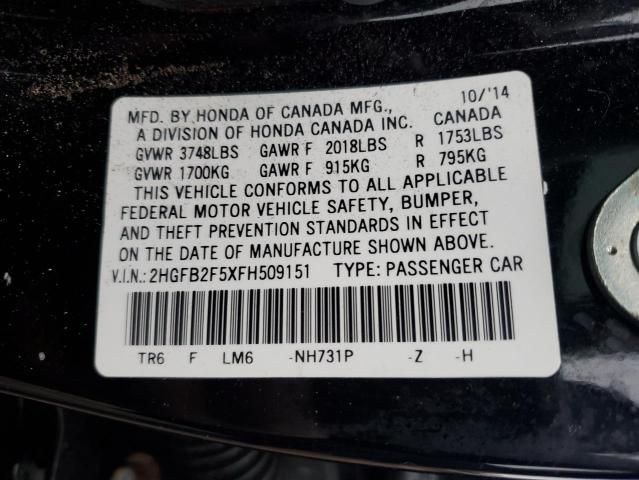 10/'14
MFD. BY HONDA OF CANADA MFG.,
A DIVISION OF HONDA CANADA INC. CANADA
GVWR 3748LBS GAWR F 2018LBS R 1753LBS
GVWR 1700KG GAWR F 915KG R 795KG
THIS VEHICLE CONFORMS TO ALL APPLICABLE
FEDERAL MOTOR VEHICLE SAFETY, BUMPER,
AND THEFT PREVENTION STANDARDS IN EFFECT
ON THE DATE OF MANUFACTURE SHOWN ABOVE.
V.I.N.: 2HGFB2F5XFH509151 TYPE: PASSENGER CAR
TR6 F LM6 -NH731P -Z -H